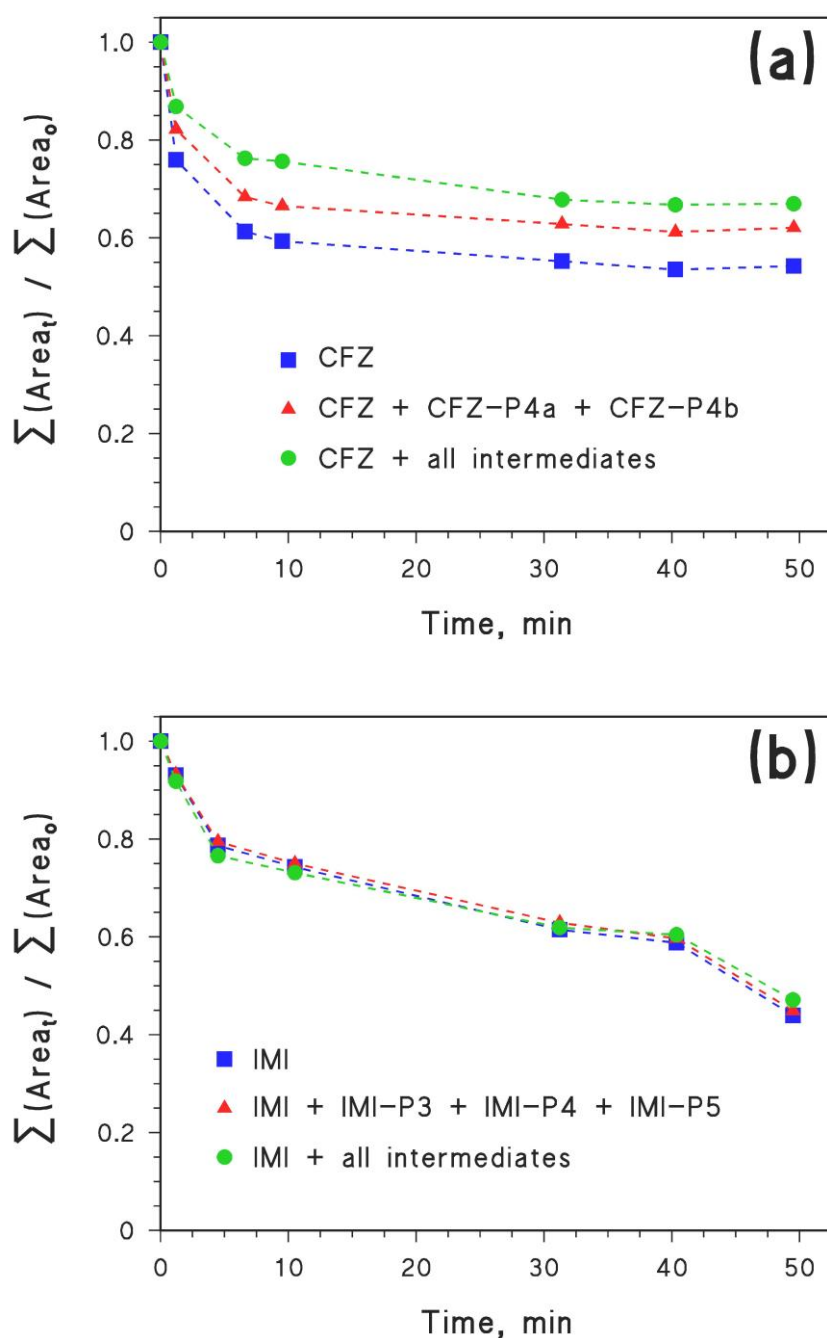 (a)
1.0
0.8
0.6
0.4
0.2
0
∑(Areaₜ) / ∑(Areaₒ)
CFZ
CFZ + CFZ–P4a + CFZ–P4b
CFZ + all intermediates
0 10 20 30 40 50
Time, min
(b)
1.0
0.8
0.6
0.4
0.2
0
∑(Areaₜ) / ∑(Areaₒ)
IMI
IMI + IMI–P3 + IMI–P4 + IMI–P5
IMI + all intermediates
0 10 20 30 40 50
Time, min